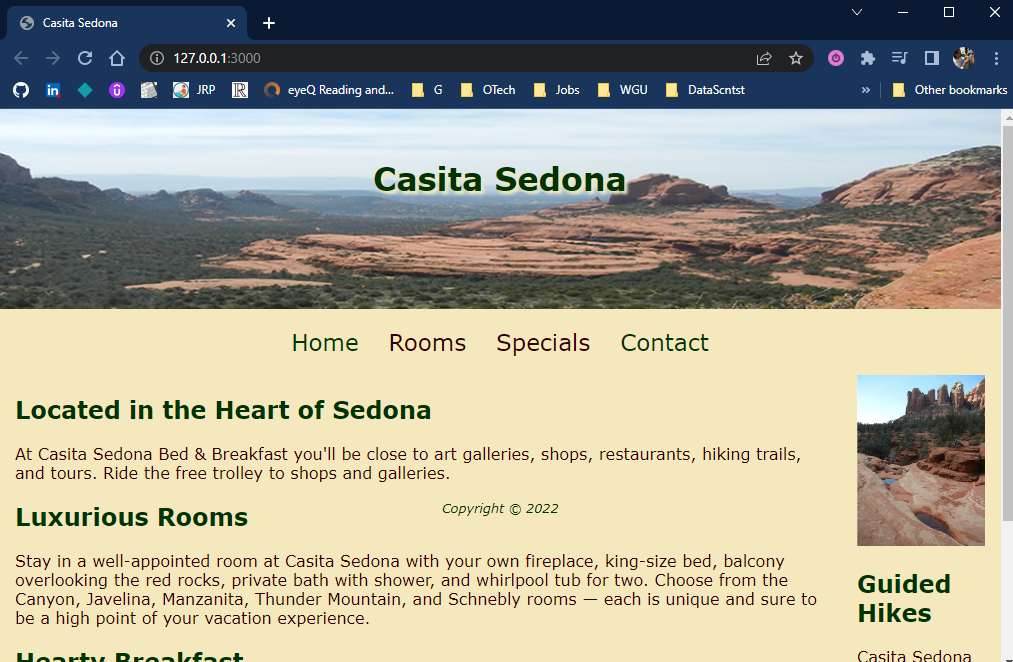 Casita Sedona
127.0.0.1:3000
JRP
R
eyeQ Reading and...
G
OTech
Jobs
WGU
DataScntst
»
Other bookmarks
Casita Sedona
Home Rooms Specials Contact
Located in the Heart of Sedona
At Casita Sedona Bed & Breakfast you'll be close to art galleries, shops, restaurants, hiking trails,
and tours. Ride the free trolley to shops and galleries.
Copyright © 2022
Luxurious Rooms
Stay in a well-appointed room at Casita Sedona with your own fireplace, king-size bed, balcony
overlooking the red rocks, private bath with shower, and whirlpool tub for two. Choose from the
Canyon, Javelina, Manzanita, Thunder Mountain, and Schnebly rooms — each is unique and sure to
be a high point of your vacation experience.
Hearty Breakfast
Guided
Hikes
Casita Sedona